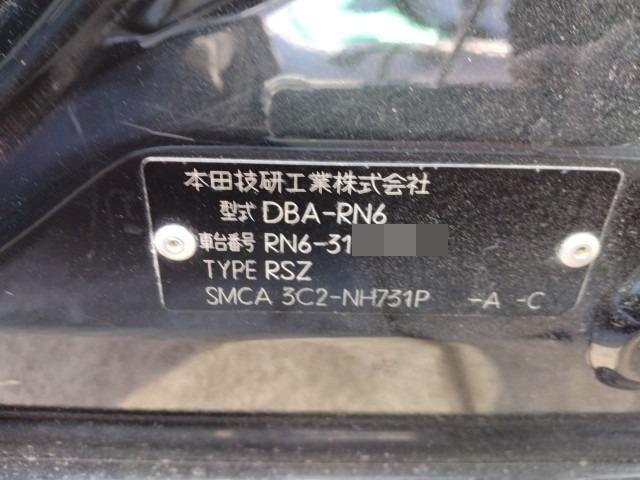 本田技研工業株式会社
型式 DBA-RN6
車台番号 RN6-31
TYPE RSZ
SMCA 3C2-NH731P -A -C